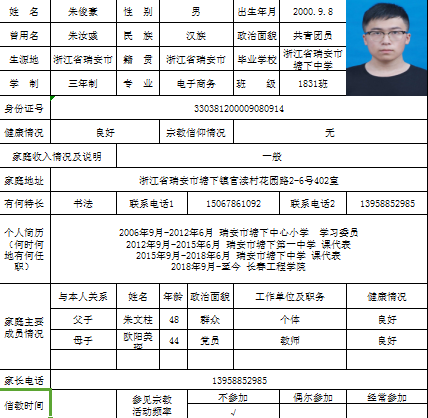 姓 名 朱俊豪 性 别 男 出生年月 2000.9.8
曾用名 朱汝骉 民 族 汉族 政治面貌 共青团员
生源地 浙江省瑞安市 籍 贯 浙江省瑞安市 毕业学校 浙江省瑞安市塘下中学
学 制 三年制 专 业 电子商务 班 级 1831班
身份证号 330381200009080914
健康情况 良好 宗教信仰情况 无
家庭收入情况及说明 一般
家庭地址 浙江省瑞安市塘下镇官渎村花园路2-6号402室
有何特长 书法 联系电话1 15067861092 联系电话2 13958852985
个人简历（何时何地有何任职）
2006年9月-2012年6月 瑞安市塘下中心小学 学习委员
2012年9月-2015年6月 瑞安市塘下第一中学 课代表
2015年9月-2018年6月 瑞安市塘下中学 课代表
2018年9月-至今 长春工程学院
家庭主要成员情况
与本人关系 姓名 年龄 政治面貌 工作单位及职务 健康情况
父子 朱文柱 48 群众 个体 良好
母子 欧阳美理 44 党员 教师 良好
家长电话 13958852985
信教时间 参见宗教活动频率 不参加 偶尔参加 经常参加
√